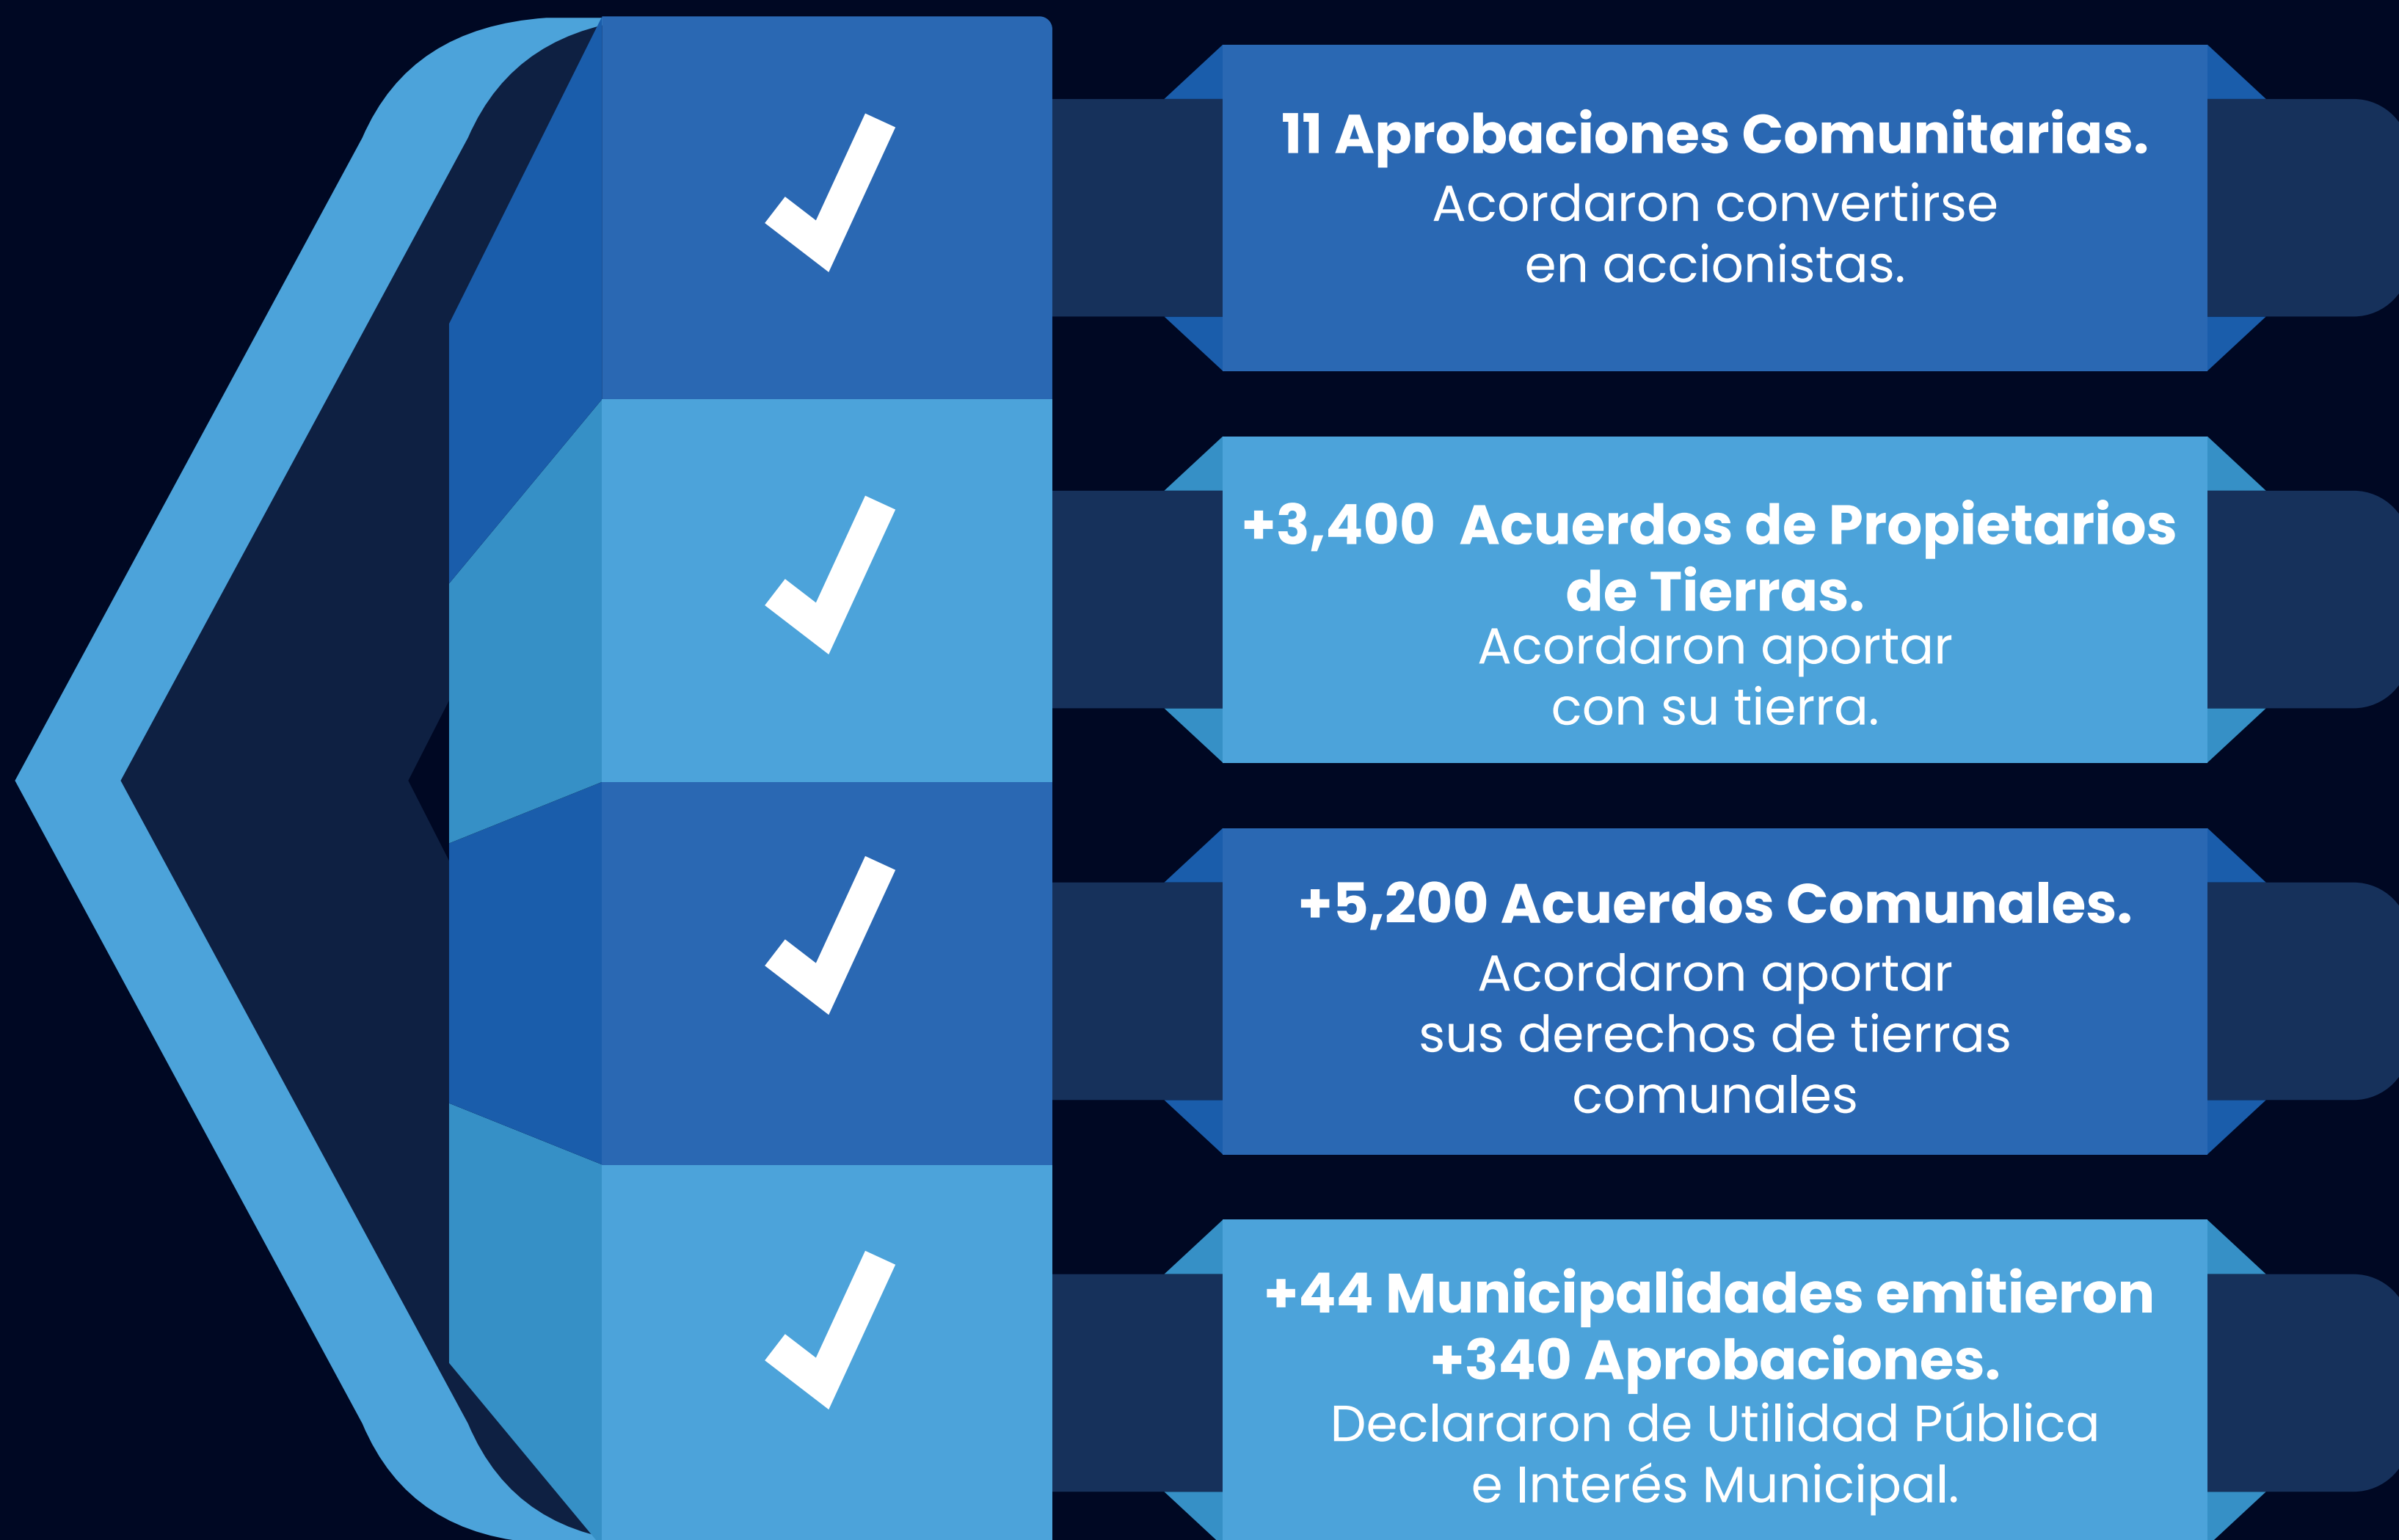 11 Aprobaciones Comunitarias.
Acordaron convertirse
en accionistas.
+3,400 Acuerdos de Propietarios
de Tierras.
Acordaron aportar
con su tierra.
+5,200 Acuerdos Comunales.
Acordaron aportar
sus derechos de tierras
comunales
+44 Municipalidades emitieron
+340 Aprobaciones.
Declararon de Utilidad Pública
e Interés Municipal.